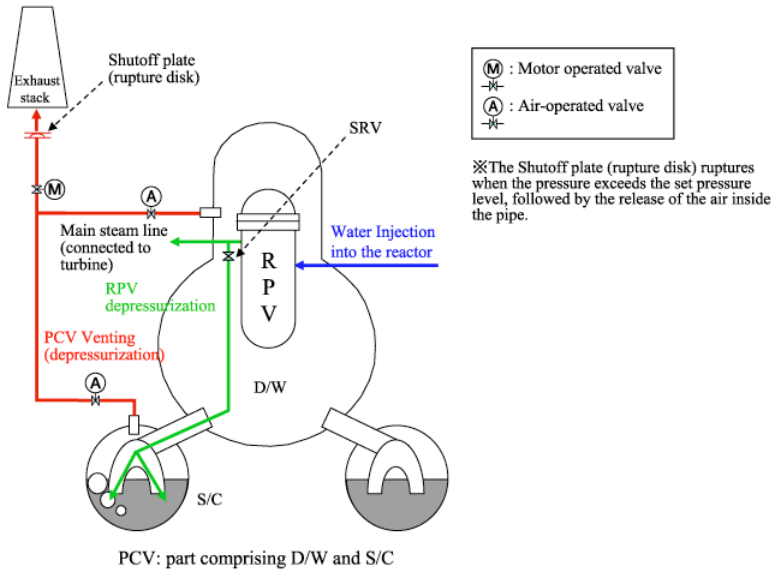 Shutoff plate
(rupture disk)
Exhaust
stack
M
A
SRV
M : Motor operated valve
A : Air-operated valve
※The Shutoff plate (rupture disk) ruptures
when the pressure exceeds the set pressure
level, followed by the release of the air inside
the pipe.
Main steam line
(connected to
turbine)
Water Injection
into the reactor
R
P
V
RPV
depressurization
PCV Venting
(depressurization)
A
D/W
S/C
PCV: part comprising D/W and S/C